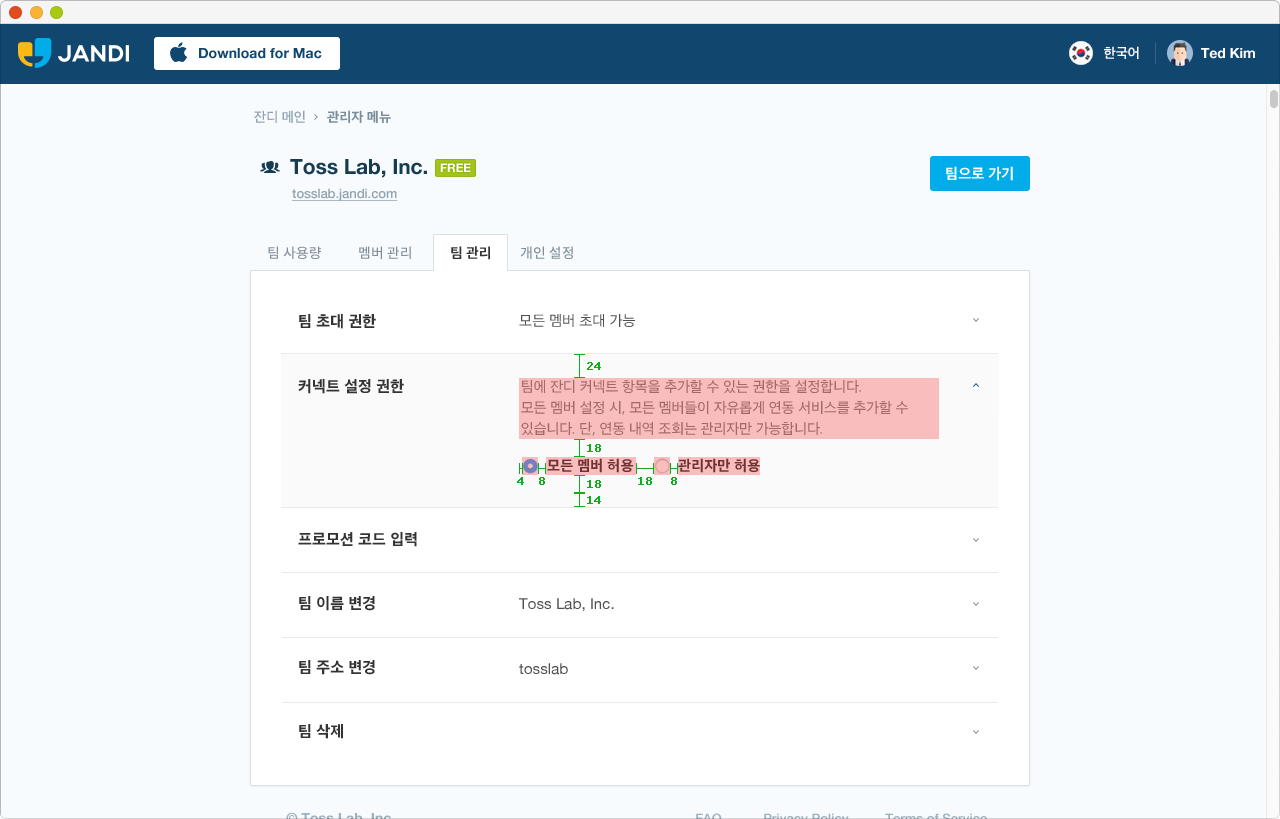 JANDI
Download for Mac
한국어
Ted Kim
잔디 메인 › 관리자 메뉴
Toss Lab, Inc. FREE
tosslab.jandi.com
팀으로 가기
팀 사용량
멤버 관리
팀 관리
개인 설정
팀 초대 권한
모든 멤버 초대 가능
24
커넥트 설정 권한
팀에 잔디 커넥트 항목을 추가할 수 있는 권한을 설정합니다.
모든 멤버 설정 시, 모든 멤버들이 자유롭게 연동 서비스를 추가할 수
있습니다. 단, 연동 내역 조회는 관리자만 가능합니다.
18
모든 멤버 허용
관리자만 허용
4 8 18 18 8
14
프로모션 코드 입력
팀 이름 변경
Toss Lab, Inc.
팀 주소 변경
tosslab
팀 삭제
© Toss Lab, Inc.
FAQ
Privacy Policy
Terms of Service